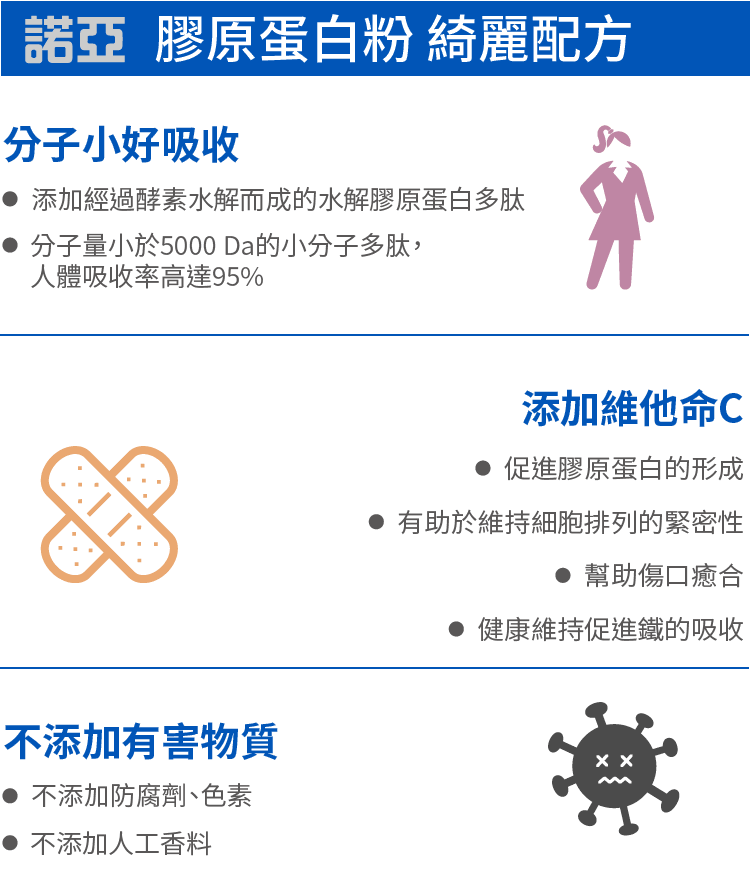 諾亞 膠原蛋白粉 綺麗配方
分子小好吸收
● 添加經過酵素水解而成的水解膠原蛋白多肽
● 分子量小於5000 Da的小分子多肽，
人體吸收率高達95%
添加維他命C
● 促進膠原蛋白的形成
● 有助於維持細胞排列的緊密性
● 幫助傷口癒合
● 健康維持促進鐵的吸收
不添加有害物質
● 不添加防腐劑、色素
● 不添加人工香料